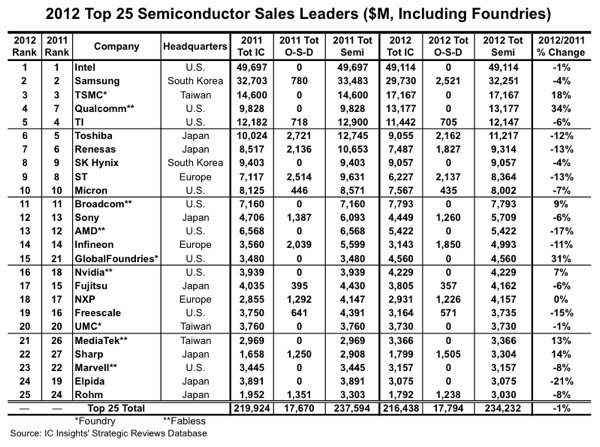 2012 Top 25 Semiconductor Sales Leaders ($M, Including Foundries)
2012 Rank 2011 Rank Company Headquarters 2011 Tot IC 2011 Tot O-S-D 2011 Tot Semi 2012 Tot IC 2012 Tot O-S-D 2012 Tot Semi 2012/2011 % Change
1 1 Intel U.S. 49,697 0 49,697 49,114 0 49,114 -1%
2 2 Samsung South Korea 32,703 780 33,483 29,730 2,521 32,251 -4%
3 3 TSMC* Taiwan 14,600 0 14,600 17,167 0 17,167 18%
4 7 Qualcomm** U.S. 9,828 0 9,828 13,177 0 13,177 34%
5 4 TI U.S. 12,182 718 12,900 11,442 705 12,147 -6%
6 5 Toshiba Japan 10,024 2,721 12,745 9,055 2,162 11,217 -12%
7 6 Renesas Japan 8,517 2,136 10,653 7,487 1,827 9,314 -13%
8 9 SK Hynix South Korea 9,403 0 9,403 9,057 0 9,057 -4%
9 8 ST Europe 7,117 2,514 9,631 6,227 2,137 8,364 -13%
10 10 Micron U.S. 8,125 446 8,571 7,567 435 8,002 -7%
11 11 Broadcom** U.S. 7,160 0 7,160 7,793 0 7,793 9%
12 13 Sony Japan 4,706 1,387 6,093 4,449 1,260 5,709 -6%
13 12 AMD** U.S. 6,568 0 6,568 5,422 0 5,422 -17%
14 14 Infineon Europe 3,560 2,039 5,599 3,143 1,850 4,993 -11%
15 21 GlobalFoundries* U.S. 3,480 0 3,480 4,560 0 4,560 31%
16 18 Nvidia** U.S. 3,939 0 3,939 4,229 0 4,229 7%
17 15 Fujitsu Japan 4,035 395 4,430 3,805 357 4,162 -6%
18 17 NXP Europe 2,855 1,292 4,147 2,931 1,226 4,157 0%
19 16 Freescale U.S. 3,750 641 4,391 3,164 571 3,735 -15%
20 20 UMC* Taiwan 3,760 0 3,760 3,730 0 3,730 -1%
21 26 MediaTek** Taiwan 2,969 0 2,969 3,366 0 3,366 13%
22 27 Sharp Japan 1,658 1,250 2,908 1,799 1,505 3,304 14%
23 22 Marvell** U.S. 3,445 0 3,445 3,157 0 3,157 -8%
24 19 Elpida Japan 3,891 0 3,891 3,075 0 3,075 -21%
25 24 Rohm Japan 1,952 1,351 3,303 1,792 1,238 3,030 -8%
— — Top 25 Total 219,924 17,670 237,594 216,438 17,794 234,232 -1%
*Foundry **Fabless
Source: IC Insights' Strategic Reviews Database